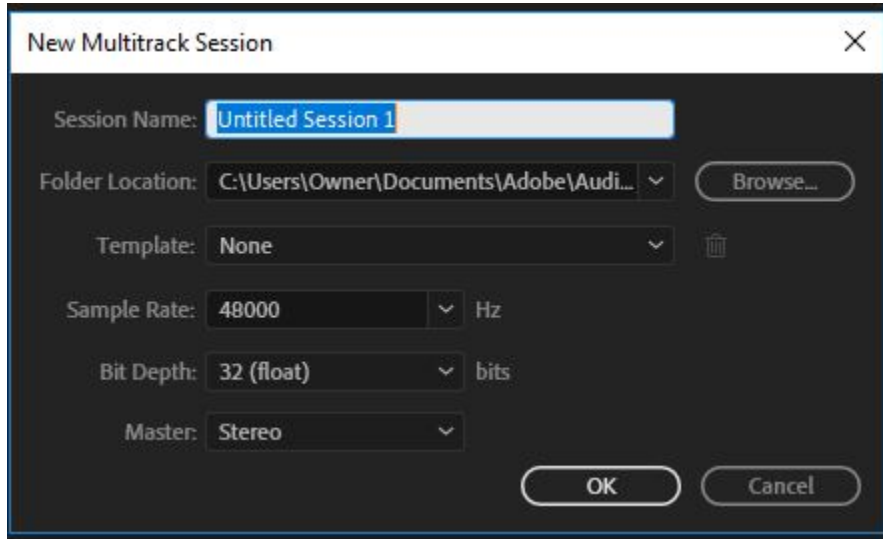 New Multitrack Session
Session Name: Untitled Session 1
Folder Location: C:\Users\Owner\Documents\Adobe\Audi... Browse...
Template: None
Sample Rate: 48000 Hz
Bit Depth: 32 (float) bits
Master: Stereo
OK Cancel